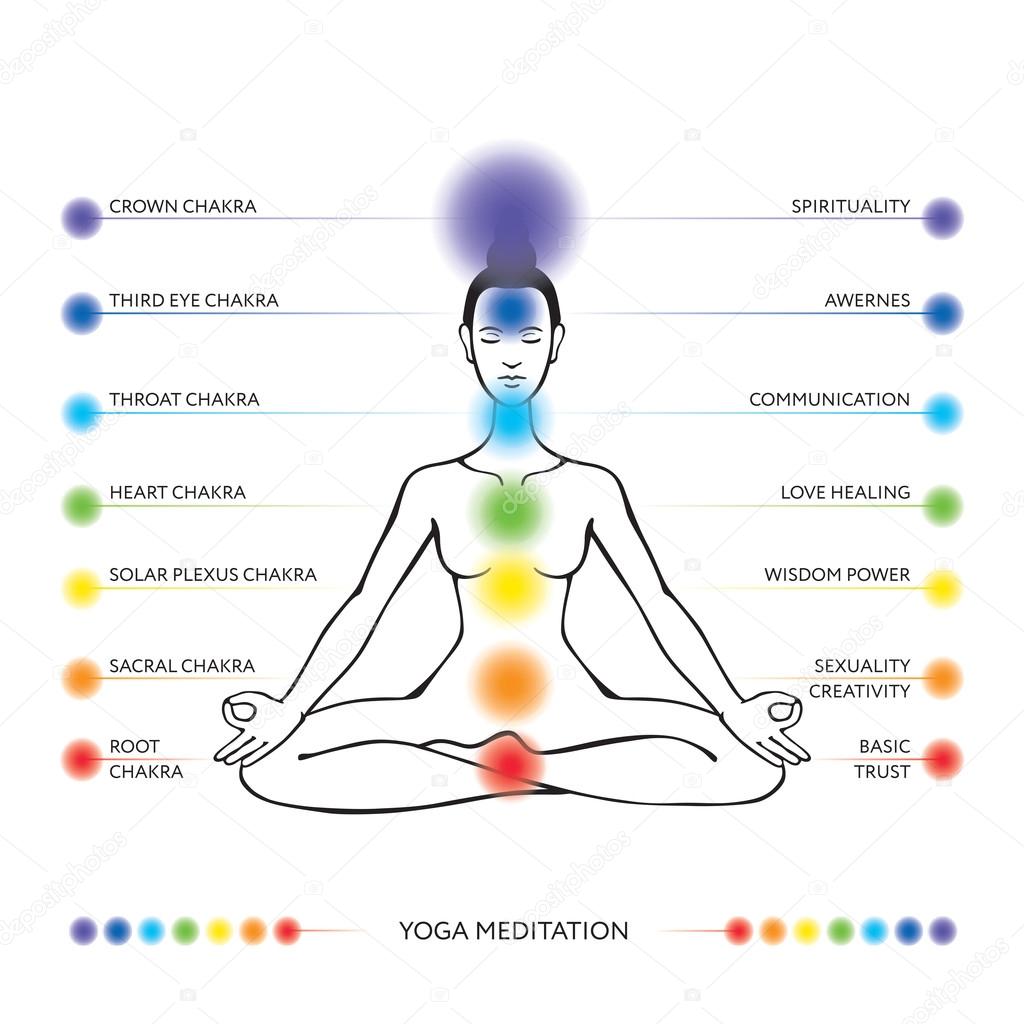 CROWN CHAKRA
SPIRITUALITY
THIRD EYE CHAKRA
AWERNES
THROAT CHAKRA
COMMUNICATION
HEART CHAKRA
LOVE HEALING
SOLAR PLEXUS CHAKRA
WISDOM POWER
SACRAL CHAKRA
SEXUALITY
CREATIVITY
ROOT
CHAKRA
BASIC
TRUST
YOGA MEDITATION
depositphotos